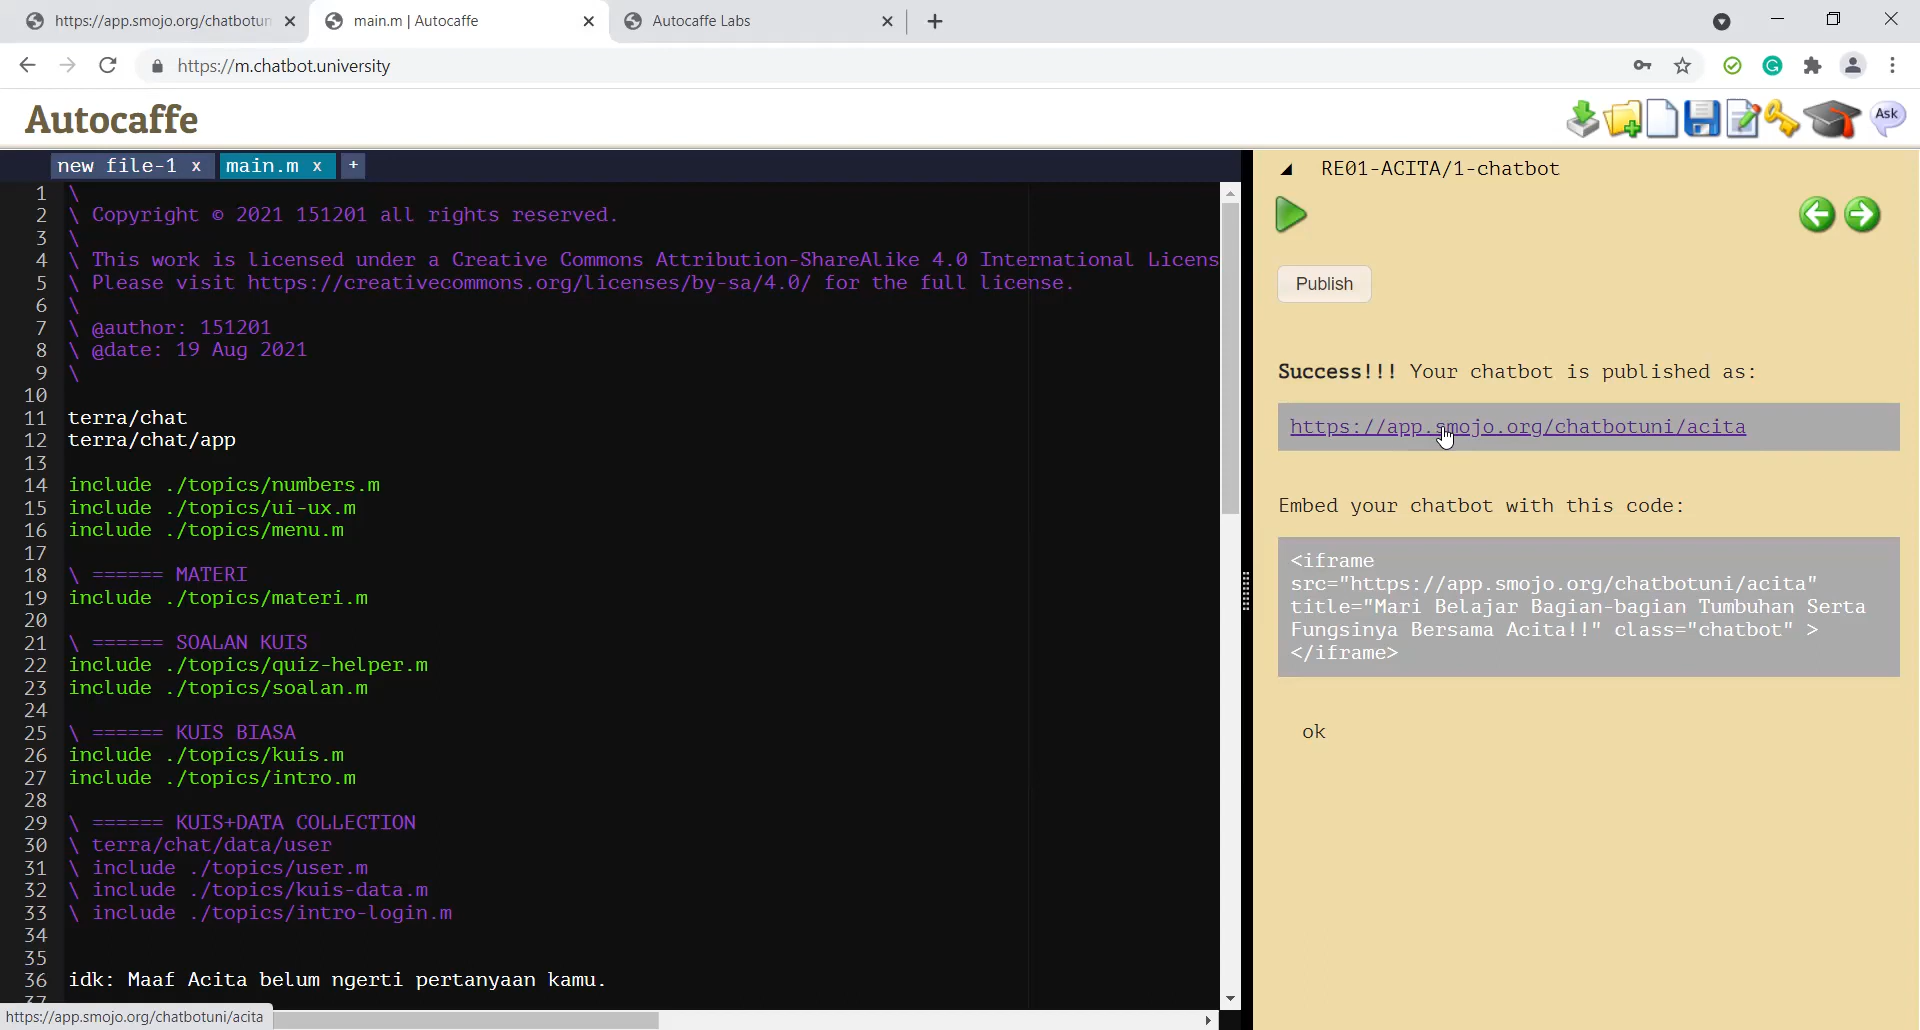 https://app.smojo.org/chatbotun
main.m | Autocaffe
Autocaffe Labs
https://m.chatbot.university
Autocaffe
Ask
new file-1 x
main.m x
+
1 \
2 \ Copyright © 2021 151201 all rights reserved.
3 \
4 \ This work is licensed under a Creative Commons Attribution-ShareAlike 4.0 International Licens
5 \ Please visit https://creativecommons.org/licenses/by-sa/4.0/ for the full license.
6 \
7 \ @author: 151201
8 \ @date: 19 Aug 2021
9 \
10
11 terra/chat
12 terra/chat/app
13
14 include ./topics/numbers.m
15 include ./topics/ui-ux.m
16 include ./topics/menu.m
17
18 \ ====== MATERI
19 include ./topics/materi.m
20
21 \ ====== SOALAN KUIS
22 include ./topics/quiz-helper.m
23 include ./topics/soalan.m
24
25 \ ====== KUIS BIASA
26 include ./topics/kuis.m
27 include ./topics/intro.m
28
29 \ ====== KUIS+DATA COLLECTION
30 \ terra/chat/data/user
31 \ include ./topics/user.m
32 \ include ./topics/kuis-data.m
33 \ include ./topics/intro-login.m
34
35
36 idk: Maaf Acita belum ngerti pertanyaan kamu.
37
https://app.smojo.org/chatbotuni/acita
RE01-ACITA/1-chatbot
Publish
Success!!! Your chatbot is published as:
https://app.smojo.org/chatbotuni/acita
Embed your chatbot with this code:
<iframe
src="https://app.smojo.org/chatbotuni/acita"
title="Mari Belajar Bagian-bagian Tumbuhan Serta
Fungsinya Bersama Acita!!" class="chatbot" >
</iframe>
ok